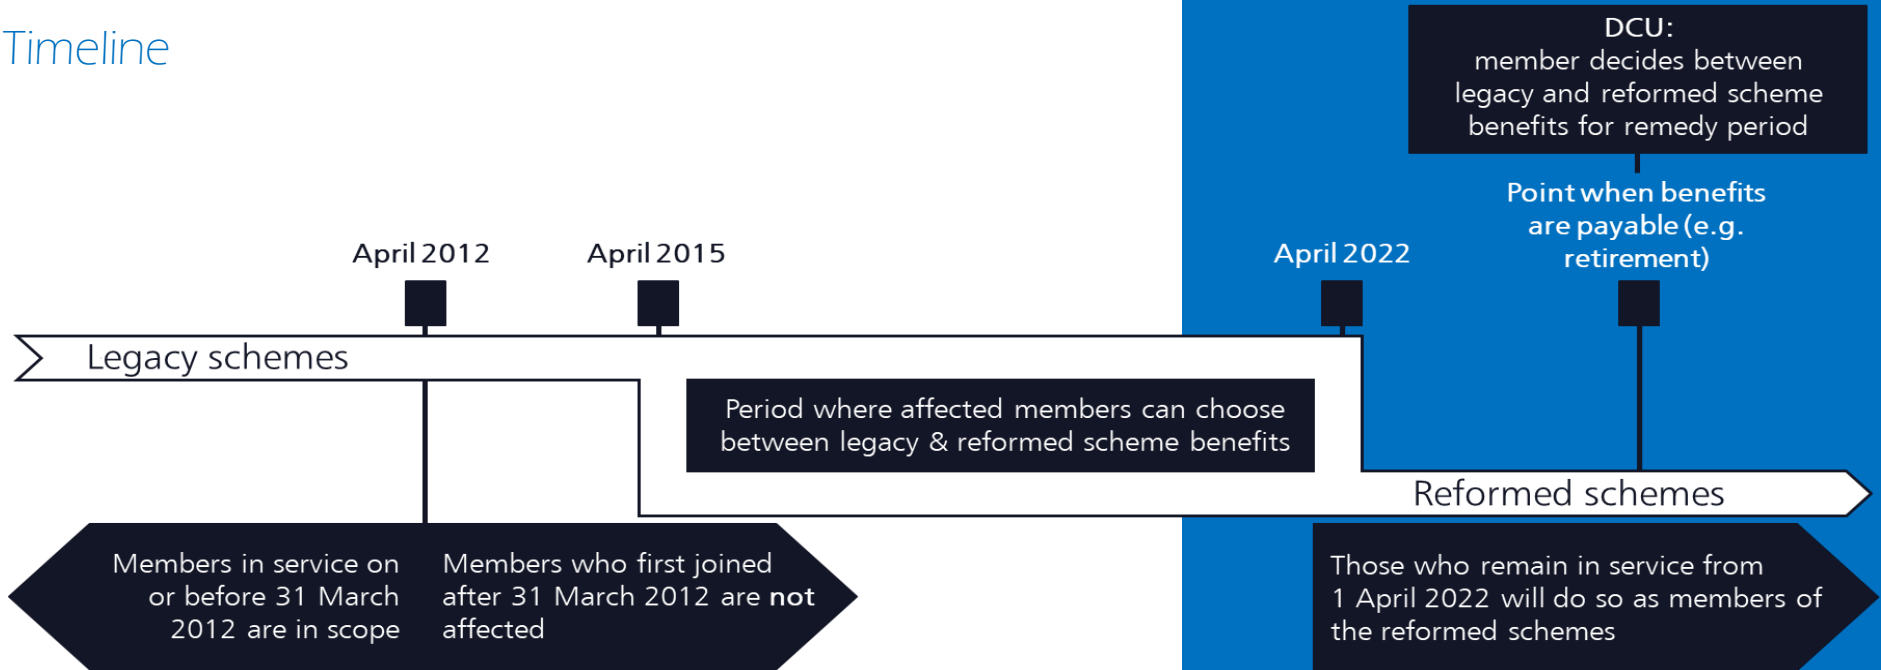 Timeline
DCU:
member decides between
legacy and reformed scheme
benefits for remedy period
Point when benefits
are payable (e.g.
retirement)
April 2012
April 2015
April 2022
Legacy schemes
Period where affected members can choose
between legacy & reformed scheme benefits
Reformed schemes
Members in service on
or before 31 March
2012 are in scope
Members who first joined
after 31 March 2012 are not
affected
Those who remain in service from
1 April 2022 will do so as members of
the reformed schemes